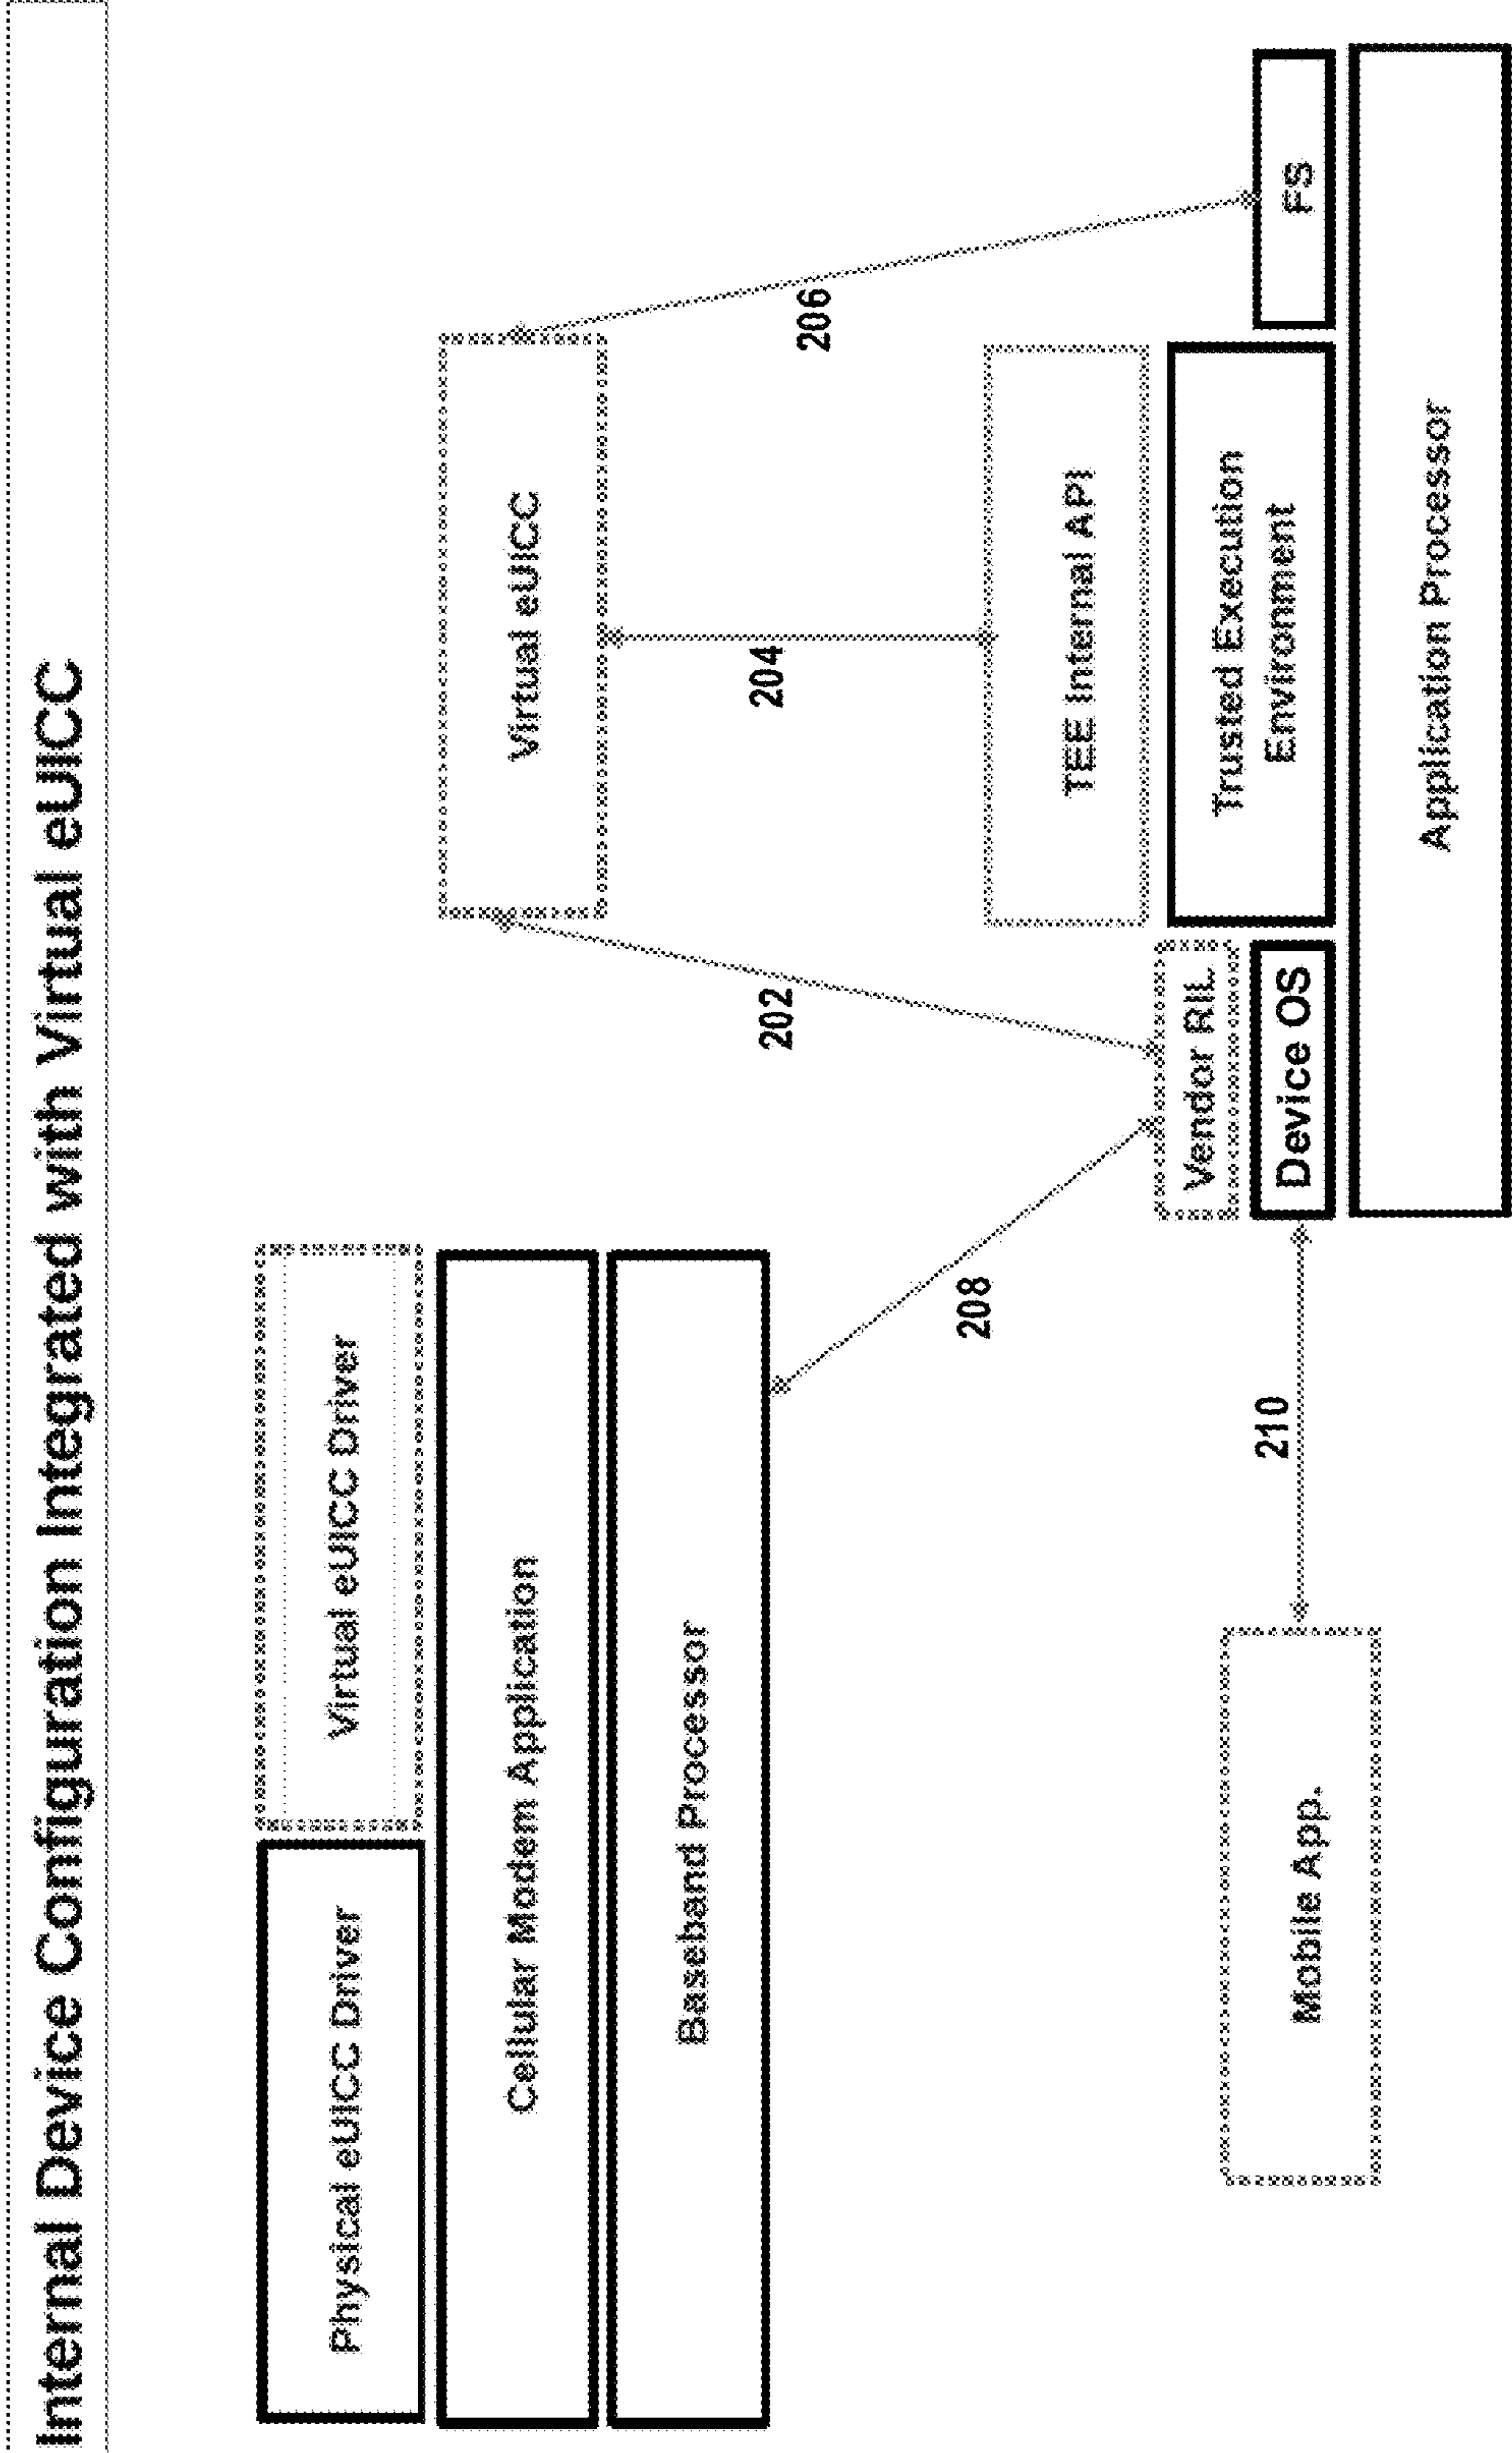 Internal Device Configuration Integrated with Virtual eUICC
Physical eUICC Driver
Virtual eUICC Driver
Cellular Modem Application
Baseband Processor
Virtual eUICC
202
204
206
208
TEE Internal API
Vendor RIL
Trusted Execution
Environment
Mobile App.
210
Device OS
FS
Application Processor